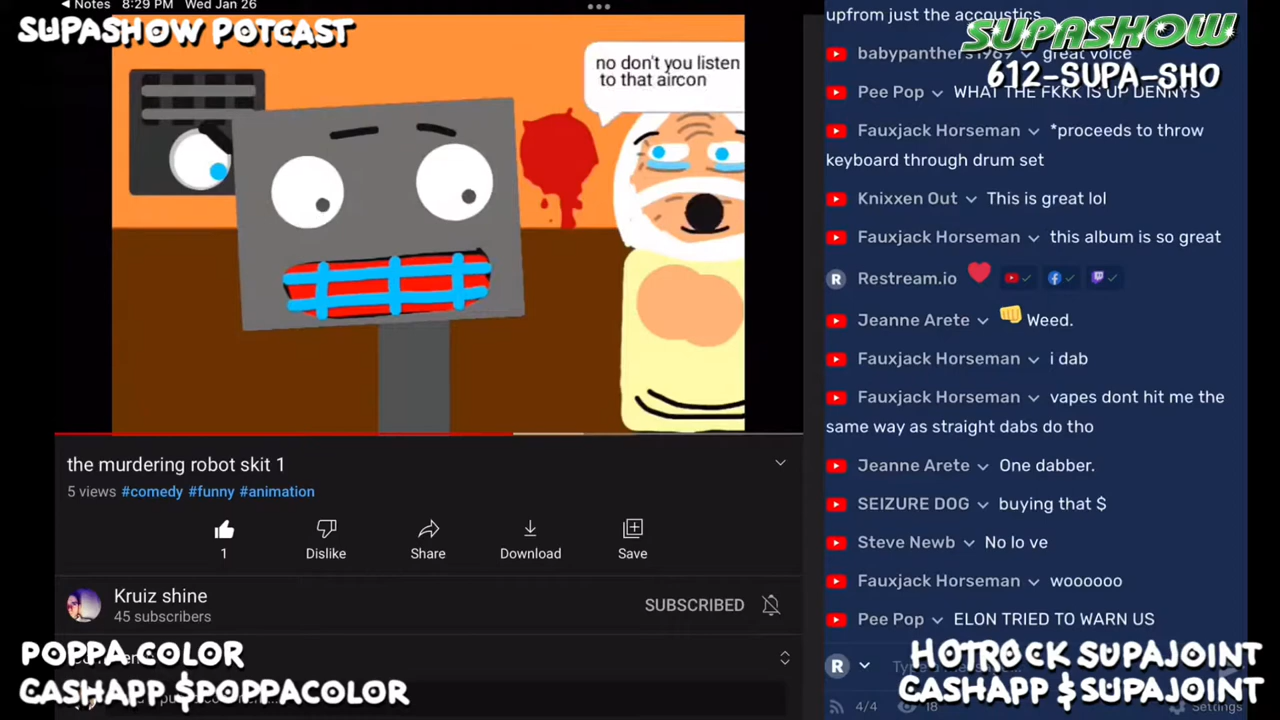 Notes 8:29 PM Wed Jan 26
SUPASHOW POTCAST
no don't you listen
to that aircon
the murdering robot skit 1
5 views #comedy #funny #animation
1 Dislike Share Download Save
Kruiz shine
45 subscribers
SUBSCRIBED
POPPA COLOR
CASHAPP $POPPACOLOR
upfrom just the accoustics
SUPASHOW
babypanthers1969 great voice
612-SUPA-SHO
Pee Pop WHAT THE FKKK IS UP DENNYS
Fauxjack Horseman *proceeds to throw
keyboard through drum set
Knixxen Out This is great lol
Fauxjack Horseman this album is so great
Restream.io
Jeanne Arete Weed.
Fauxjack Horseman i dab
Fauxjack Horseman vapes dont hit me the
same way as straight dabs do tho
Jeanne Arete One dabber.
SEIZURE DOG buying that $
Steve Newb No lo ve
Fauxjack Horseman woooooo
Pee Pop ELON TRIED TO WARN US
HOTROCK SUPAJOINT
CASHAPP $SUPAJOINT
4/4 18 Settings